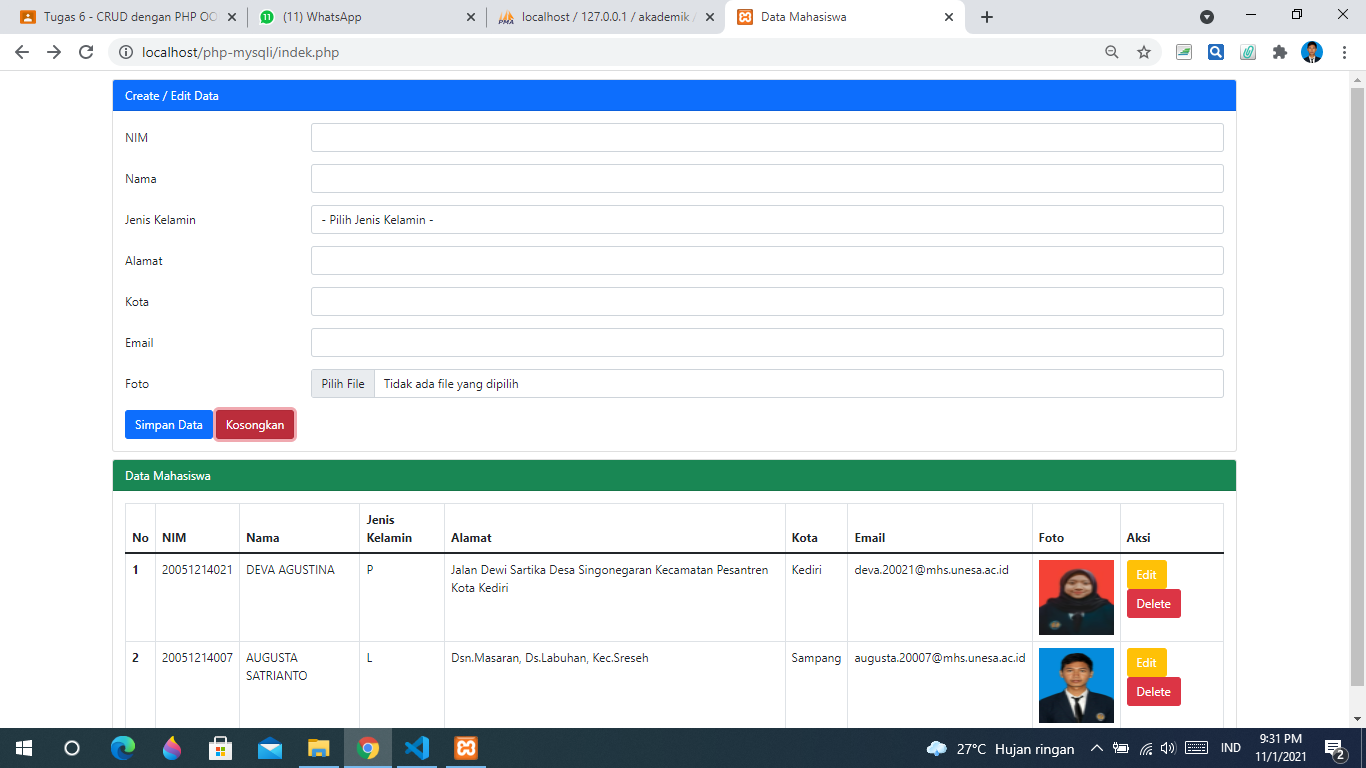 Tugas 6 - CRUD dengan PHP OO
(11) WhatsApp
localhost / 127.0.0.1 / akademik
Data Mahasiswa
localhost/php-mysqli/indek.php
Create / Edit Data
NIM
Nama
Jenis Kelamin - Pilih Jenis Kelamin -
Alamat
Kota
Email
Foto Pilih File Tidak ada file yang dipilih
Simpan Data Kosongkan
Data Mahasiswa
No NIM Nama Jenis Kelamin Alamat Kota Email Foto Aksi
1 20051214021 DEVA AGUSTINA P Jalan Dewi Sartika Desa Singonegaran Kecamatan Pesantren Kota Kediri Kediri deva.20021@mhs.unesa.ac.id Edit
Delete
2 20051214007 AUGUSTA SATRIANTO L Dsn.Masaran, Ds.Labuhan, Kec.Sreseh Sampang augusta.20007@mhs.unesa.ac.id Edit
Delete
27°C Hujan ringan
IND
9:31 PM
11/1/2021
2